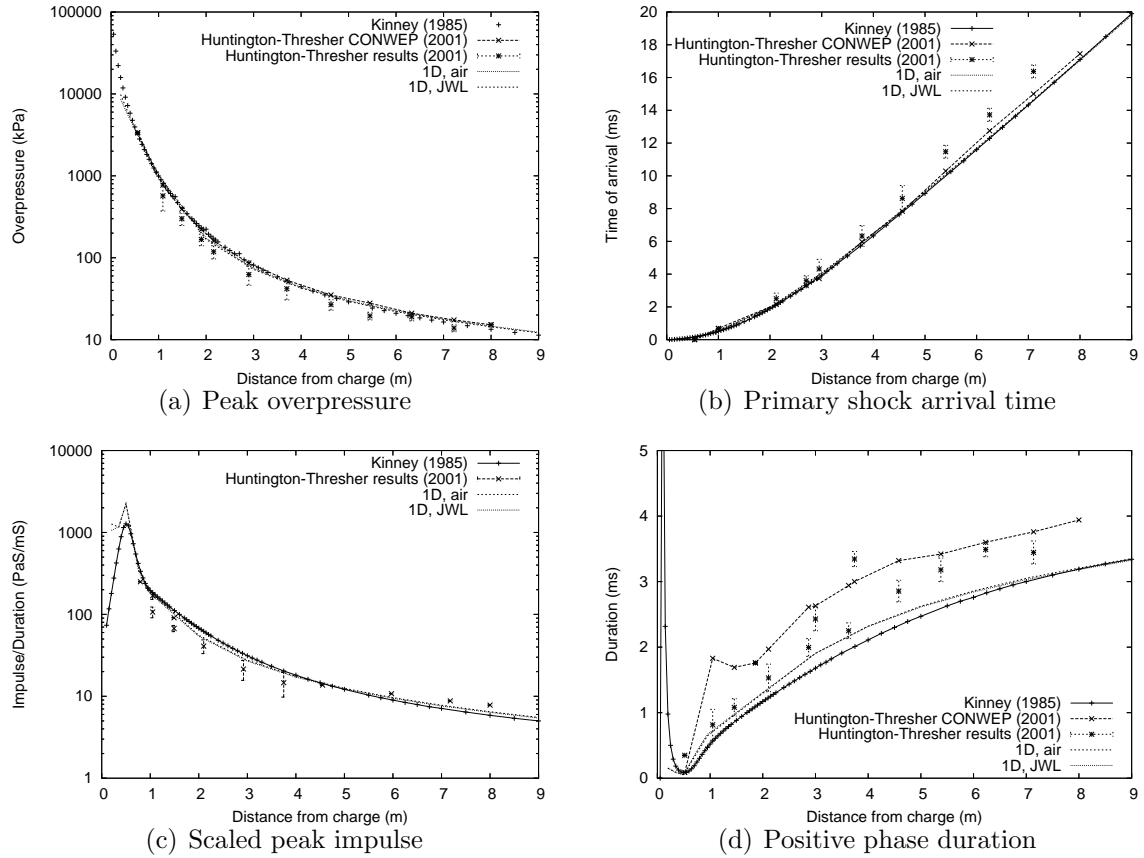 100000
10000
1000
100
10
Overpressure (kPa)
0 1 2 3 4 5 6 7 8 9
Distance from charge (m)
Kinney (1985)
Huntington-Thresher CONWEP (2001)
Huntington-Thresher results (2001)
1D, air
1D, JWL
(a) Peak overpressure
20
18
16
14
12
10
8
6
4
2
0
Time of arrival (ms)
0 1 2 3 4 5 6 7 8 9
Distance from charge (m)
Kinney (1985)
Huntington-Thresher CONWEP (2001)
Huntington-Thresher results (2001)
1D, air
1D, JWL
(b) Primary shock arrival time
10000
1000
100
10
1
Impulse/Duration (PaS/mS)
0 1 2 3 4 5 6 7 8 9
Distance from charge (m)
Kinney (1985)
Huntington-Thresher results (2001)
1D, air
1D, JWL
(c) Scaled peak impulse
5
4
3
2
1
0
Duration (ms)
0 1 2 3 4 5 6 7 8 9
Distance from charge (m)
Kinney (1985)
Huntington-Thresher CONWEP (2001)
Huntington-Thresher results (2001)
1D, air
1D, JWL
(d) Positive phase duration